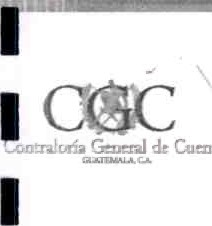 CGC
Contraloría General de Cuen
GUATEMALA, C.A.